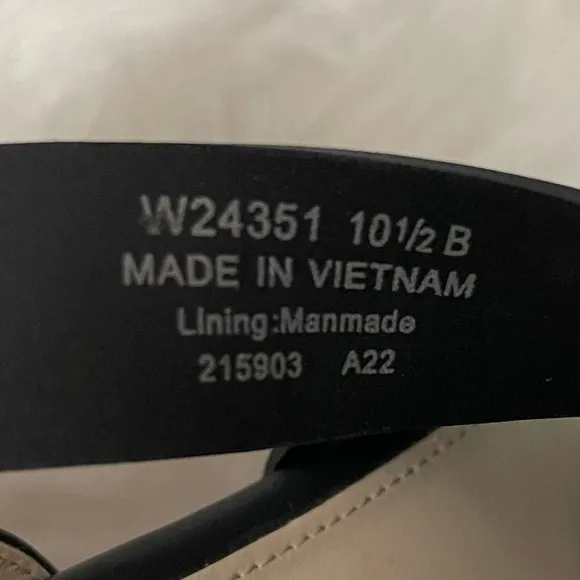 W24351 10½ B
MADE IN VIETNAM
Lining:Manmade
215903 A22